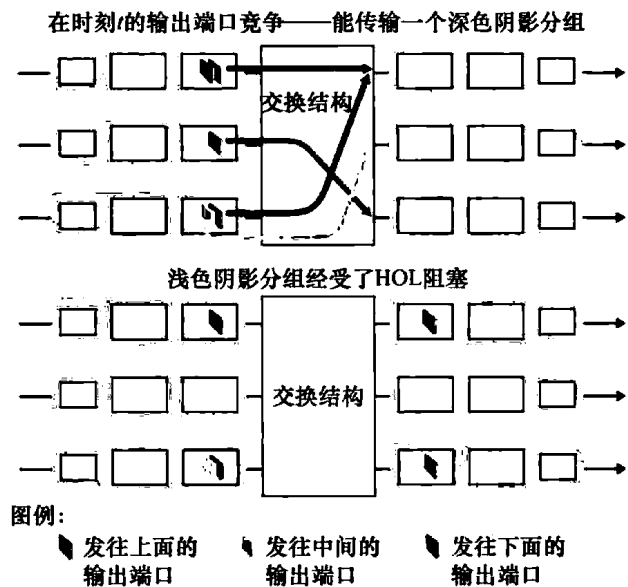 在时刻t的输出端口竞争——能传输一个深色阴影分组
交换结构
浅色阴影分组经受了HOL阻塞
交换结构
图例：
发往上面的
输出端口
发往中间的
输出端口
发往下面的
输出端口